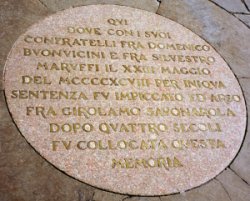 QVI
DOVE CON I SVOI
CONFRATELLI FRA DOMENICO
BVONVICINI E FRA SILVESTRO
MARVFFI IL XXIII MAGGIO
DEL MCCCCXCVIII PER INIQVA
SENTENZA FV IMPICCATO ED ARSO
FRA GIROLAMO SAVONAROLA
DOPO QVATTRO SECOLI
FV COLLOCATA QVESTA
MEMORIA